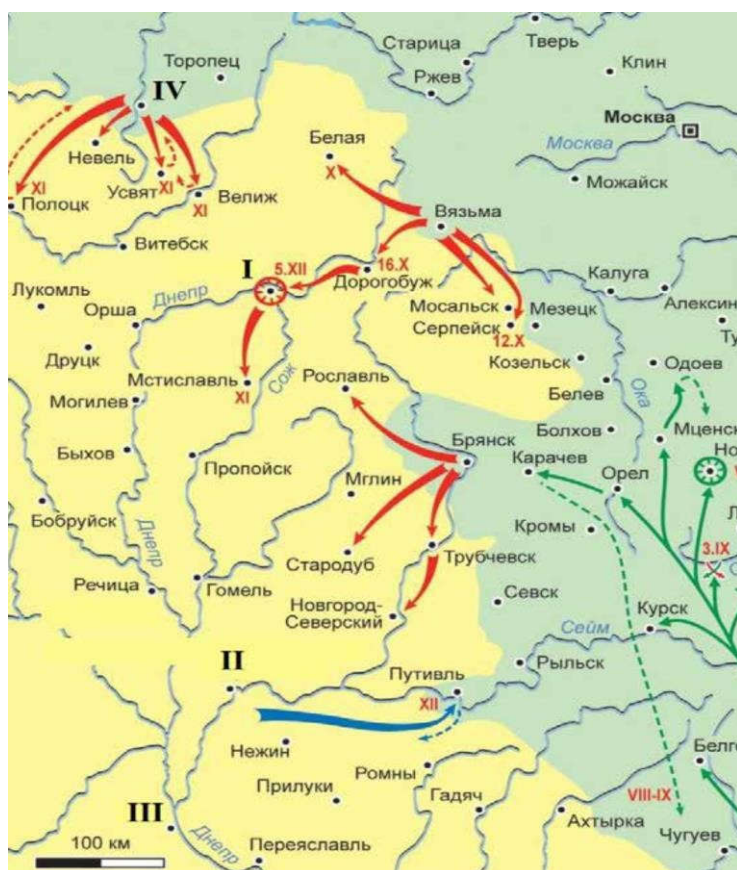 Тверь
Старица
Клин
Торопец
Ржев
IV
Москва
Москва
Белая
X
Невель
XI
Усвят
XI
Велиж
XI
Можайск
Полоцк
Вязьма
Витебск
I
5.XII
16.X
Дорогобуж
Калуга
Лукомль
Орша
Днепр
Мосальск
Мезецк
Алексин
Серпейск
12.X
Ту
Друцк
Козельск
Одоев
Мстиславль
XI
Сож
Рославль
Белев
Ока
Могилев
Болхов
Мценск
Быхов
Брянск
Карачев
Но
V
Пропойск
Орел
Мглин
Бобруйск
Днепр
Кромы
Л
3.IX
Стародуб
Трубчевск
Речица
Гомель
Севск
Новгород-
Северский
Курск
Сейм
II
Путивль
Рыльск
XII
Нежин
Белг
Ромны
VIII-IX
Прилуки
Гадяч
III
Ахтырка
Чугуев
100 км
Днепр
Переяславль